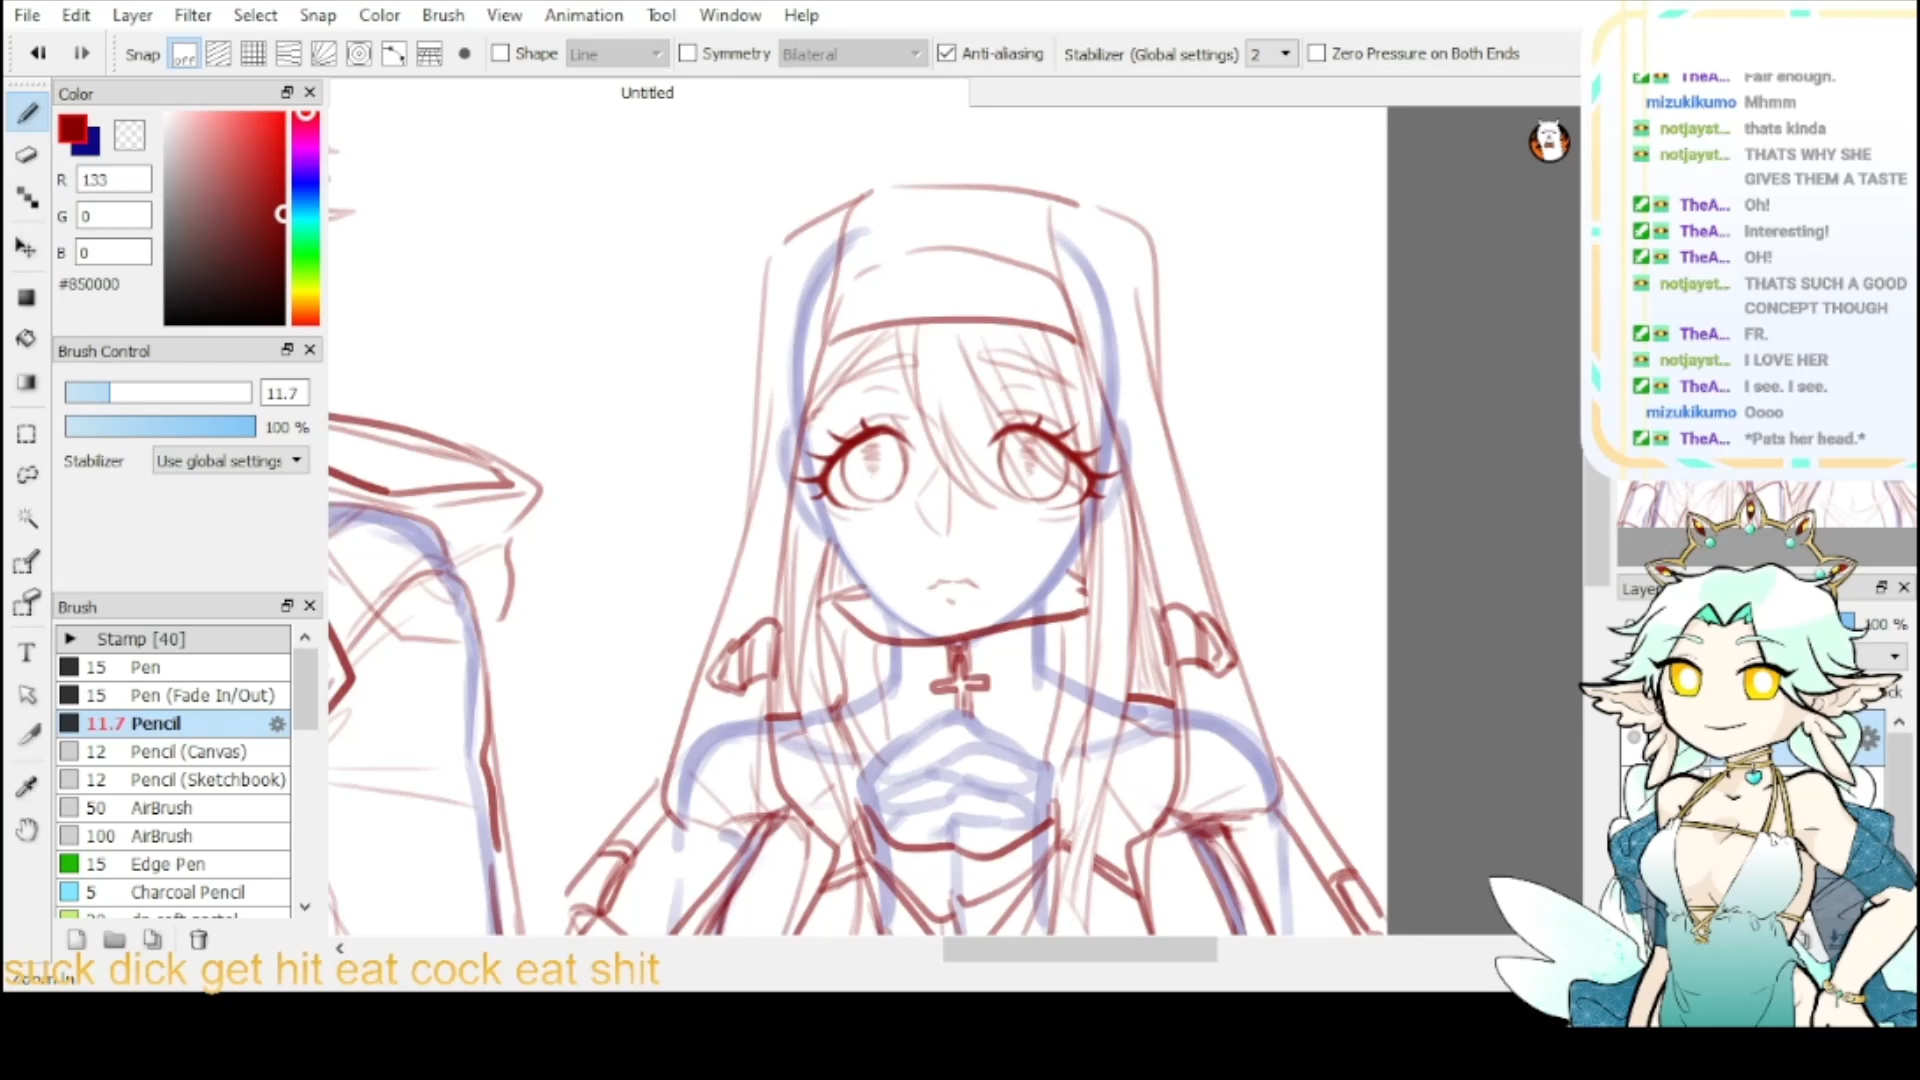 File Edit Layer Filter Select Snap Color Brush View Animation Tool Window Help
Snap off Shape Line Symmetry Bilateral Anti-aliasing Stabilizer (Global settings) 2 Zero Pressure on Both Ends
Color
Untitled
R 133
G 0
B 0
#850000
Brush Control
11.7
100 %
Stabilizer Use global settings
Brush
Stamp [40]
15 Pen
15 Pen (Fade In/Out)
11.7 Pencil
12 Pencil (Canvas)
12 Pencil (Sketchbook)
50 AirBrush
100 AirBrush
15 Edge Pen
5 Charcoal Pencil
suck dick get hit eat cock eat shit
TheA... Fair enough.
mizukikumo Mhmm
notjayst... thats kinda
notjayst... THATS WHY SHE
GIVES THEM A TASTE
TheA... Oh!
TheA... Interesting!
TheA... OH!
notjayst... THATS SUCH A GOOD
CONCEPT THOUGH
TheA... FR.
notjayst... I LOVE HER
TheA... I see. I see.
mizukikumo Oooo
TheA... *Pats her head.*
Laye
100 %